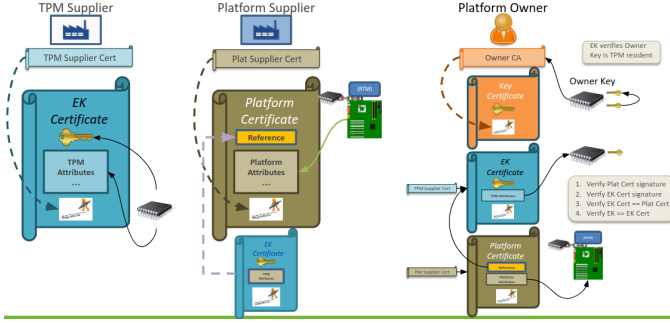 TPM Supplier
TPM Supplier Cert
EK
Certificate
TPM
Attributes
...
Platform Supplier
Plat Supplier Cert
Platform
Certificate
Reference
Platform
Attributes
...
(RTM)
EK
Certificate
TPM
Attributes
Platform Owner
Owner CA
EK verifies Owner
Key is TPM resident
Owner Key
Key
Certificate
EK
Certificate
TPM Attributes
TPM Supplier Cert
1. Verify Plat Cert signature
2. Verify EK Cert signature
3. Verify EK Cert == Plat Cert
4. Verify EK == EK Cert
Platform
Certificate
Reference
Platform
Attributes
Plat Supplier Cert